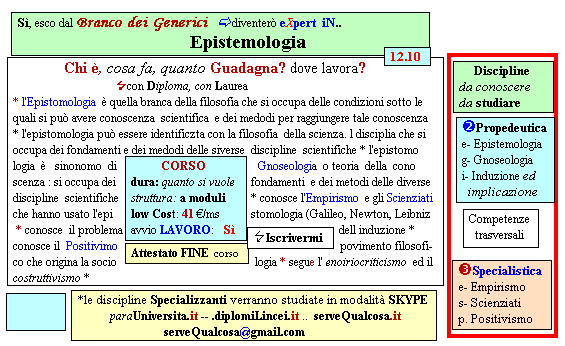 Si, esco dal Branco dei Generici diventerò eXpert iN..
Epistemologia
12.10
Chi è, cosa fa, quanto Guadagna? dove lavora?
con Diploma, con Laurea
* l'Epistemologia è quella branca della filosofia che si occupa delle condizioni sotto le
quali si può avere conoscenza scientifica e dei medodi per raggiungere tale conoscenza
* l'epistomologia può essere identificzta con la filosofia della scienza. l discplia che si
occupa dei fondamenti e dei medodi delle siverse discipline scientifiche * l'epistomo
logia è sinonomo di
scenza : si occupa dei
discipline scientifiche
che hanno usato l'epi
* conosce il problema
conosce il Positivimo
co che origina la socio
costruttivismo *
CORSO
dura: quanto si vuole
struttura: a moduli
low Cost: 41 €/ms
avvio LAVORO: Si
Attestato FINE corso
Gnoseologia o teoria della cono
fondamenti e dei metodi delle diverse
* conosce l'Empirismo e gli Scienziati
stomologia (Galileo, Newton, Leibniz
Iscrivermi
dell induzione *
povimento filosofi-
logia * segue l' enoiriocriticismo ed il
*le discipline Specializzanti verranno studiate in modalità SKYPE
paraUniversita.it -- .diplomiLincei.it .. serveQualcosa.it
serveQualcosa@gmail.com
Discipline
da conoscere
da studiare
❷Propedeutica
e- Epistemologia
g- Gnoseologia
i- Induzione ed
implicazione
Competenze
trasversali
❸Specialistica
e- Empirismo
s- Scienziati
p. Positivismo